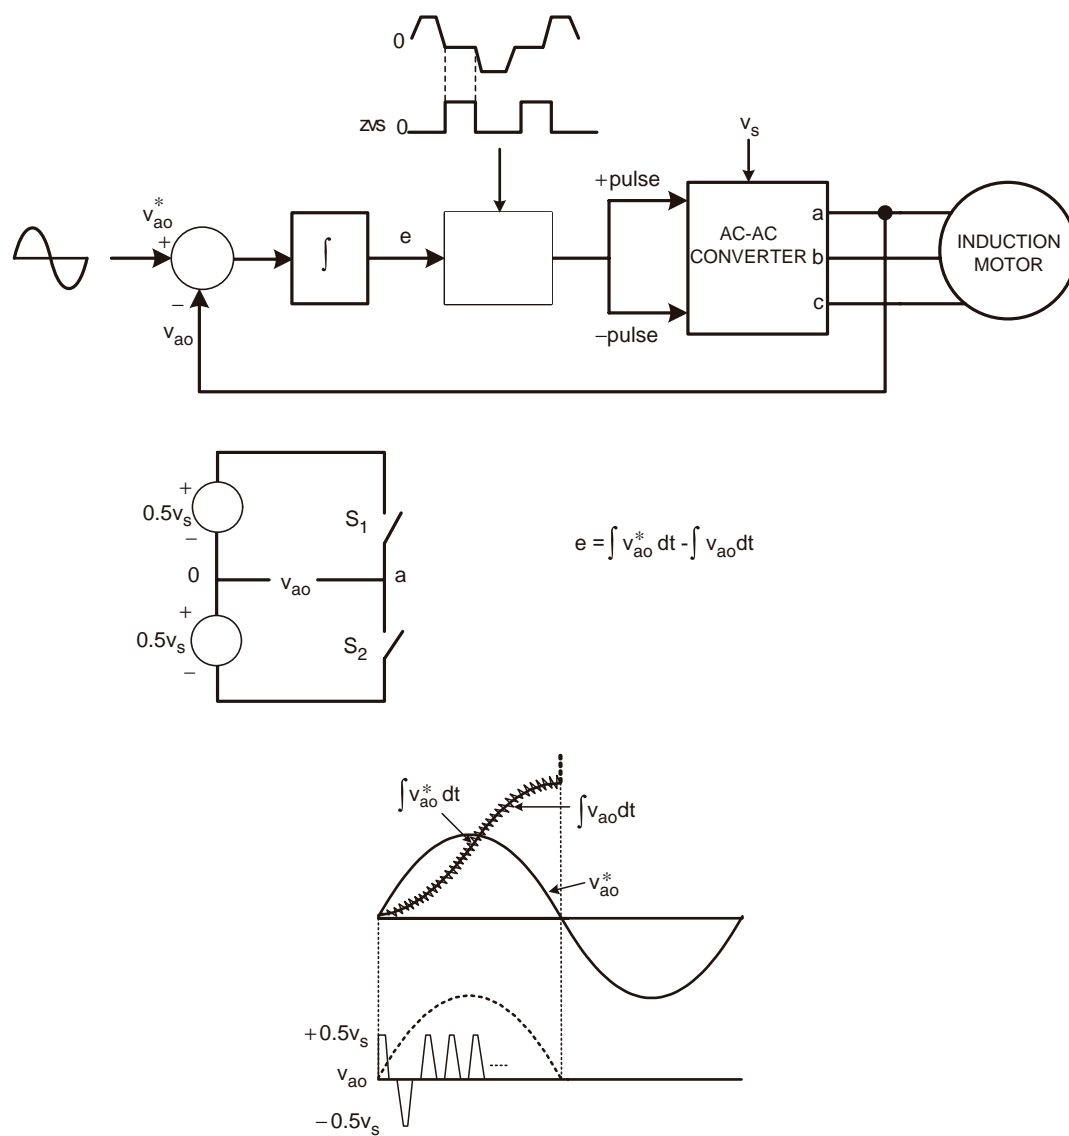 0
zvs 0
v_s
v*_ao
+
−
v_ao
∫
e
+pulse
−pulse
AC-AC
CONVERTER
a
b
c
INDUCTION
MOTOR
+
0.5v_s
−
S_1
0
v_ao
a
+
0.5v_s
−
S_2
e = ∫ v*_ao dt - ∫ v_ao dt
∫ v*_ao dt
∫ v_ao dt
v*_ao
+0.5v_s
v_ao
−0.5v_s